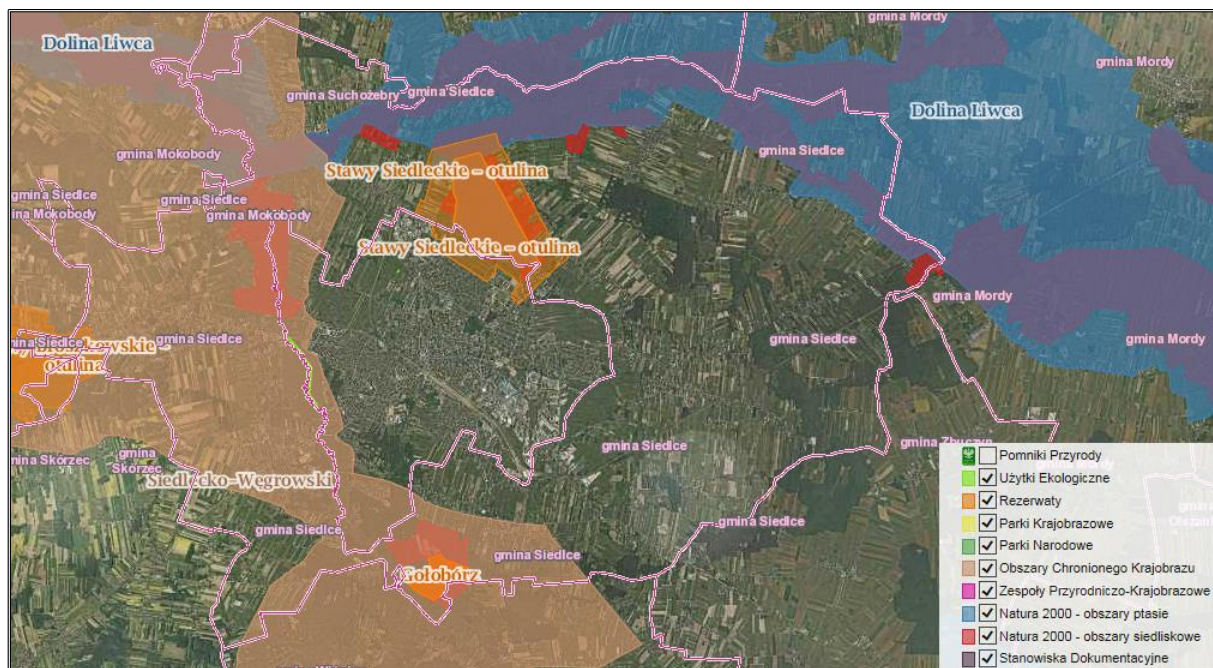 Dolina Liwca
gmina Mordy
gmina Mordy
gmina Siedlce
gmina Suchożebry
Dolina Liwca
gmina Mokobody
gmina Siedlce
Stawy Siedleckie - otulina
gmina Siedlce
gmina Siedlce
gmina Mokobody
gmina Mokobody
Stawy Siedleckie - otulina
gmina Mordy
gmina Siedlce
gmina Siedlce
gmina Siedlce
gmina Mordy
otulina
gmina Siedlce
gmina Zbuczyn
gmina Skórzec
gmina
Skórzec
Siedlecko-Węgrowski
gmina Siedlce
gmina Siedlce
gmina Siedlce
Gołobórz
Pomniki Przyrody
Użytki Ekologiczne
Rezerwaty
Parki Krajobrazowe
Parki Narodowe
Obszary Chronionego Krajobrazu
Zespoły Przyrodniczo-Krajobrazowe
Natura 2000 - obszary ptasie
Natura 2000 - obszary siedliskowe
Stanowiska Dokumentacyjne